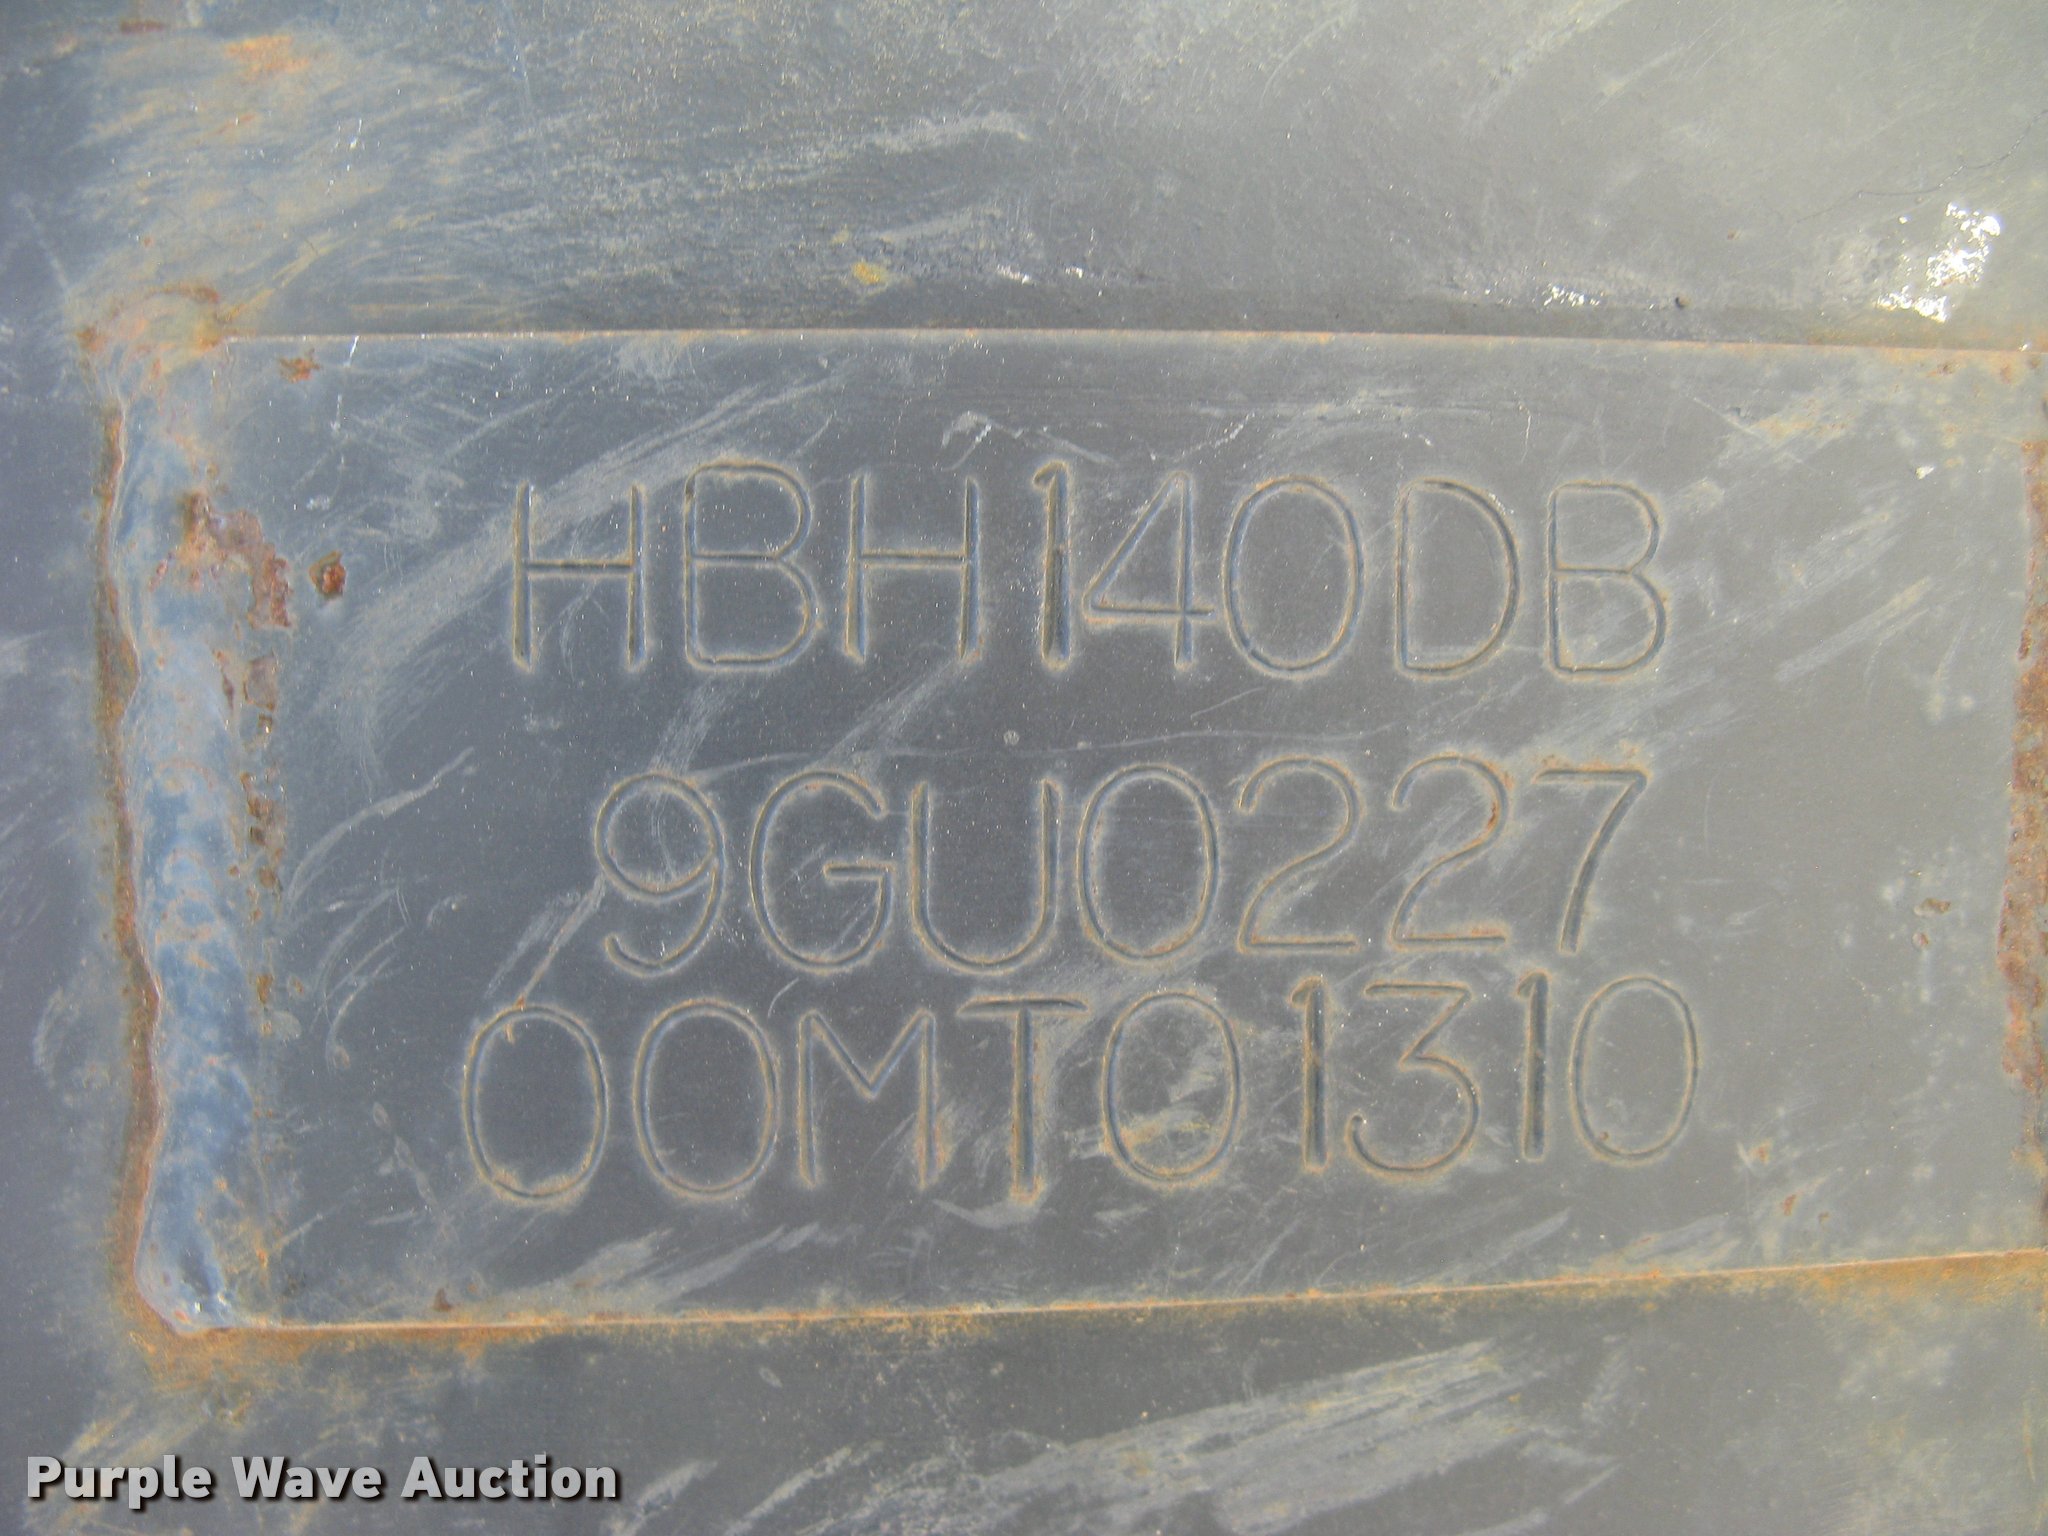 HBH140DB
9GU0227
00MT01310
Purple Wave Auction